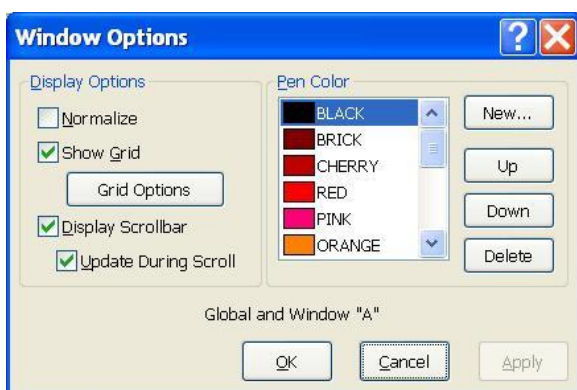 Window Options
Display Options
Normalize
Show Grid
Grid Options
Display Scrollbar
Update During Scroll
Pen Color
BLACK
BRICK
CHERRY
RED
PINK
ORANGE
New...
Up
Down
Delete
Global and Window "A"
OK
Cancel
Apply